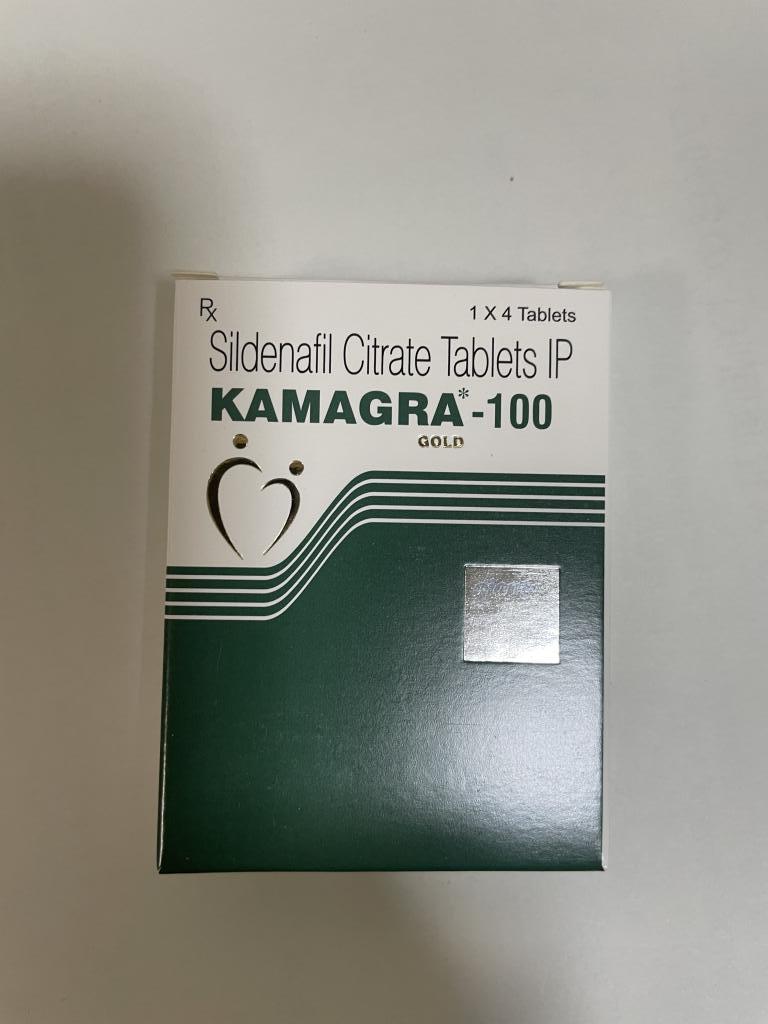 Rx
1 X 4 Tablets
Sildenafil Citrate Tablets IP
KAMAGRA*-100
GOLD